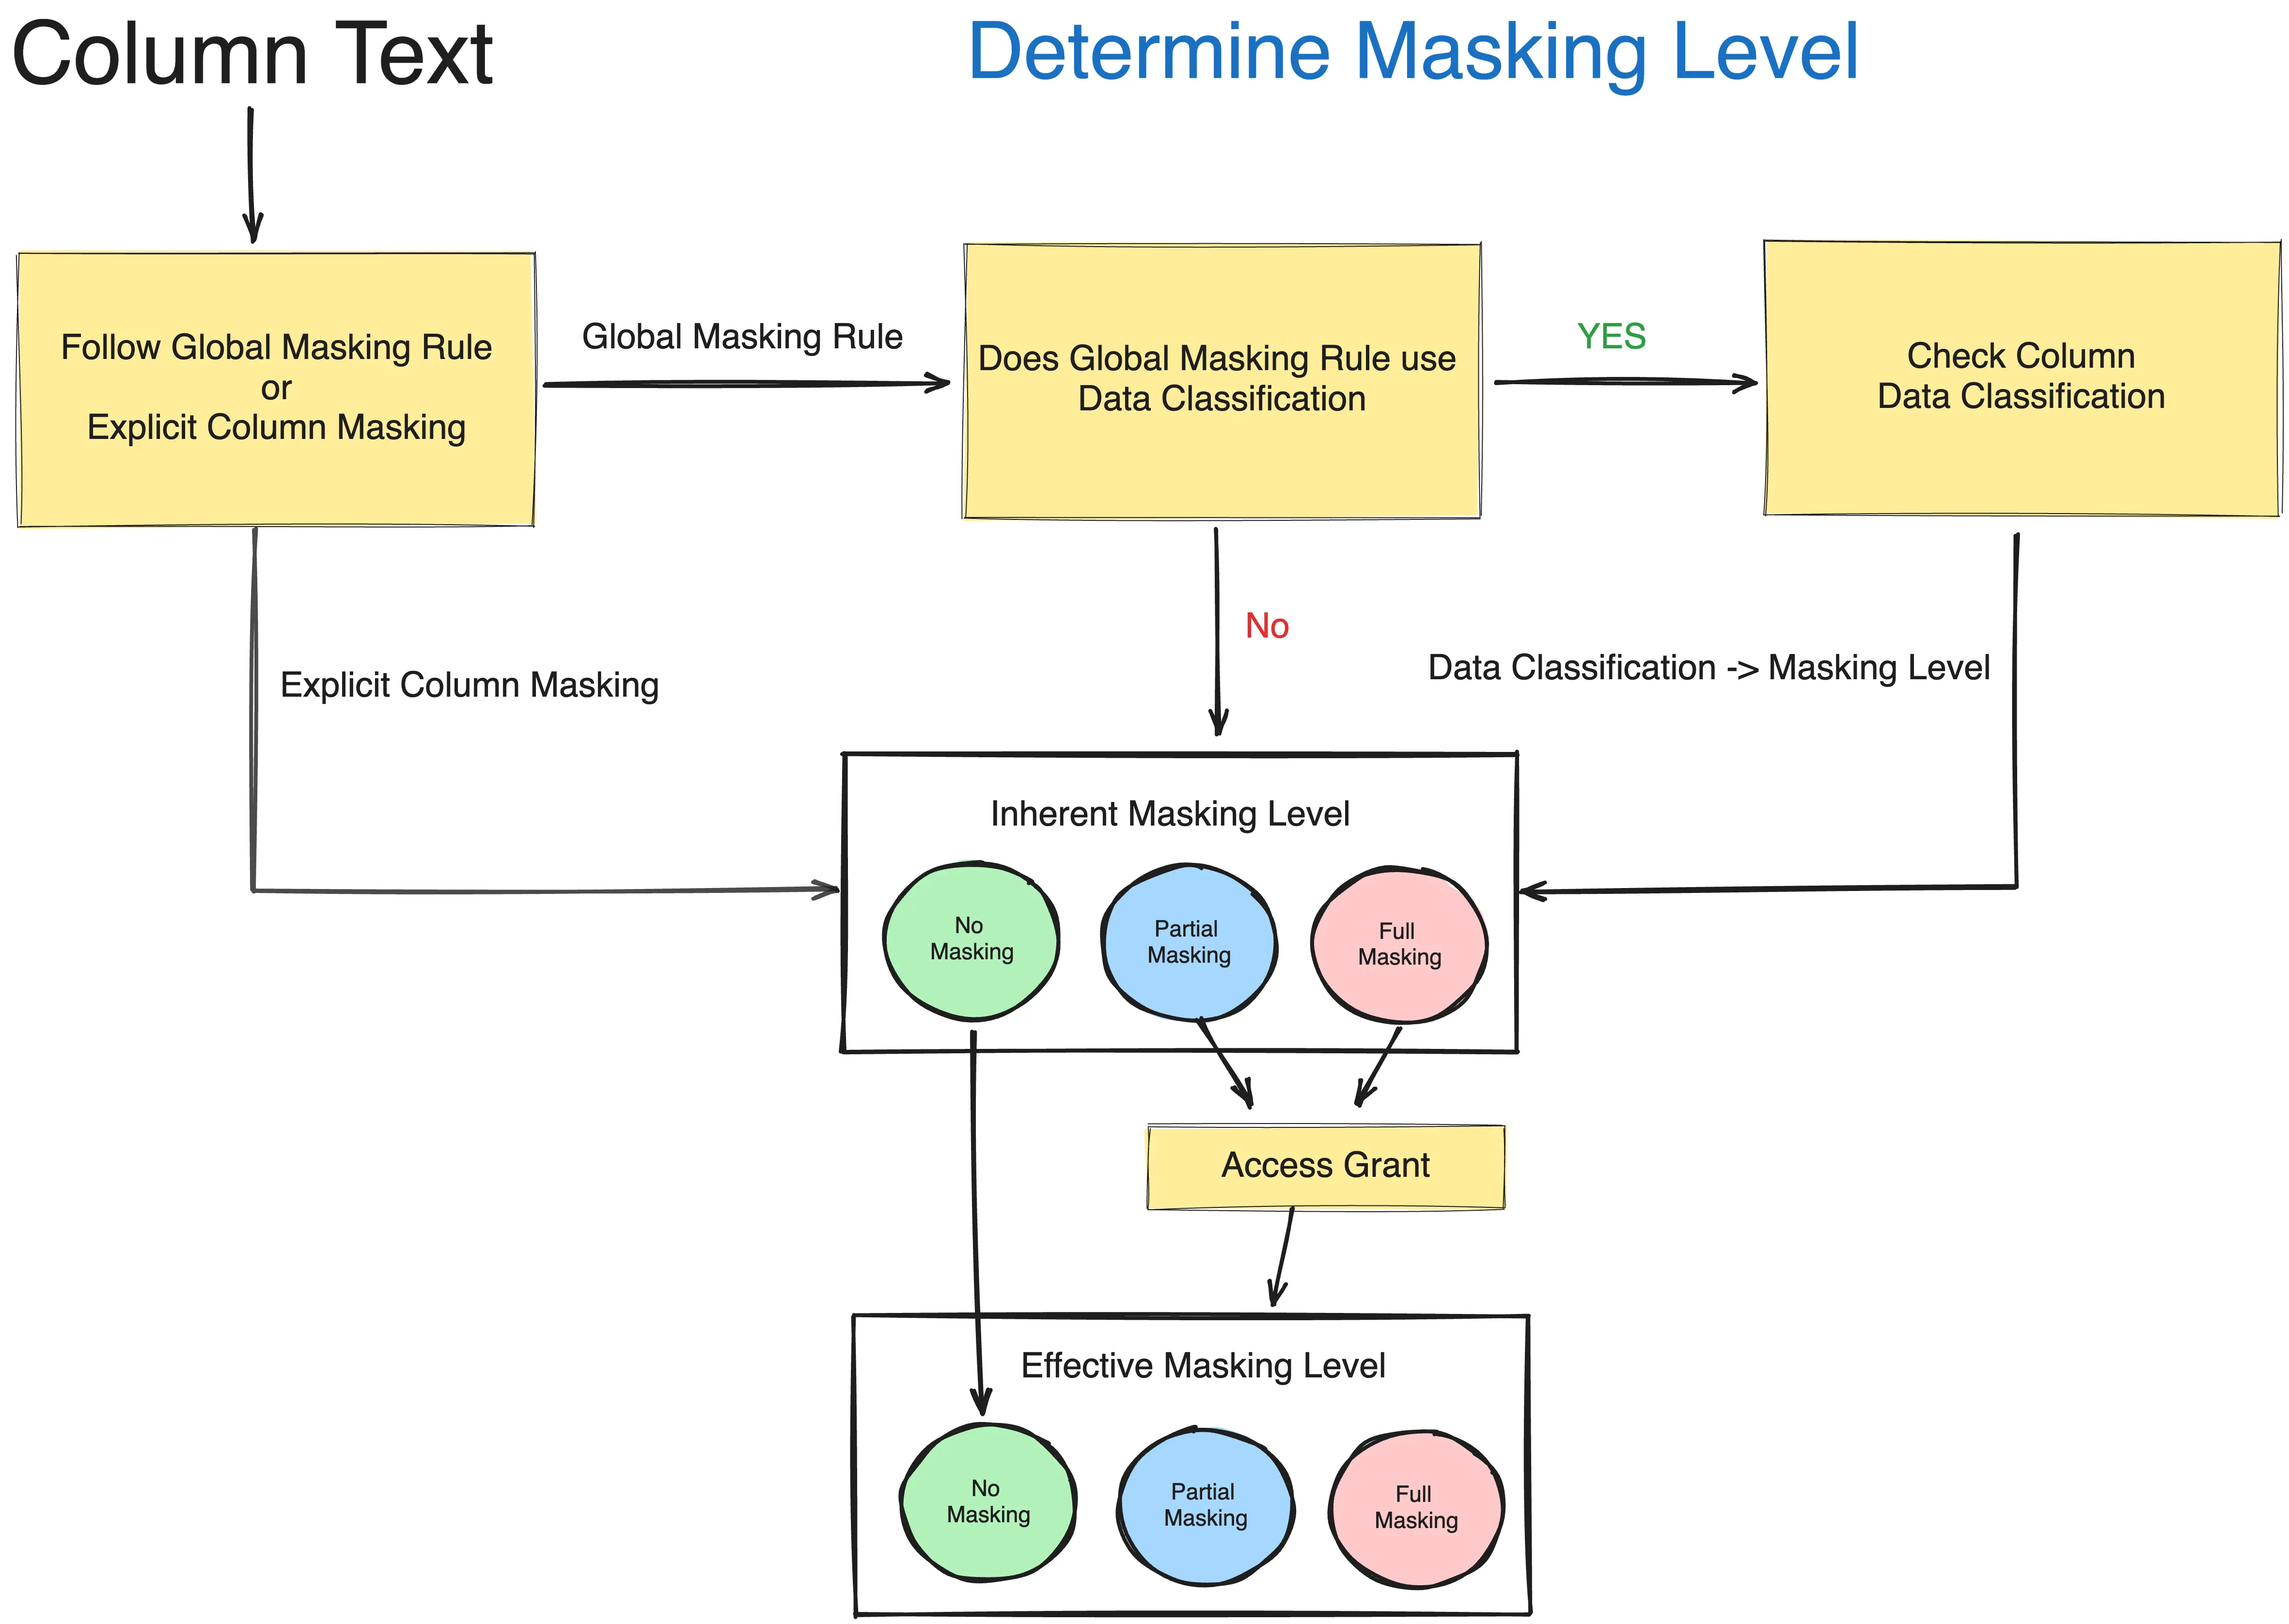 Column Text
Determine Masking Level
Follow Global Masking Rule
or
Explicit Column Masking
Global Masking Rule
Does Global Masking Rule use
Data Classification
YES
Check Column
Data Classification
No
Explicit Column Masking
Data Classification -> Masking Level
Inherent Masking Level
No
Masking
Partial
Masking
Full
Masking
Access Grant
Effective Masking Level
No
Masking
Partial
Masking
Full
Masking